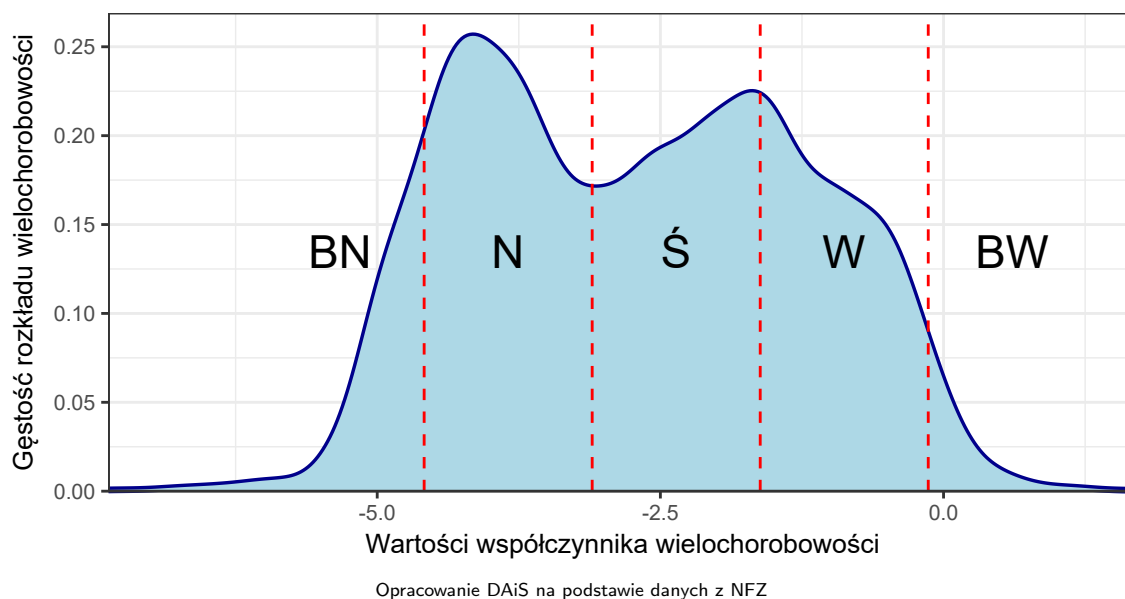 Gęstość rozkładu wielochorobowości
0.25
0.20
0.15
0.10
0.05
0.00
BN N Ś W BW
-5.0 -2.5 0.0
Wartości współczynnika wielochorobowości
Opracowanie DAiS na podstawie danych z NFZ